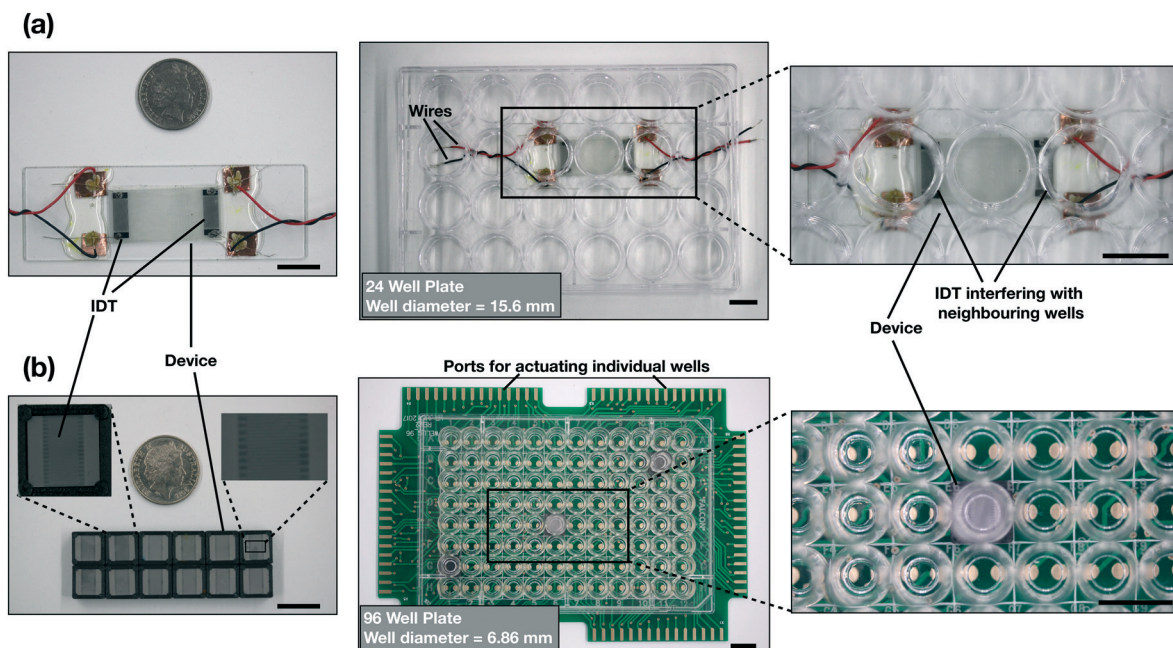 (a)
Wires
24 Well Plate
Well diameter = 15.6 mm
IDT
IDT interfering with
neighbouring wells
Device
Device
(b)
Ports for actuating individual wells
FALCON
96 Well Plate
Well diameter = 6.86 mm